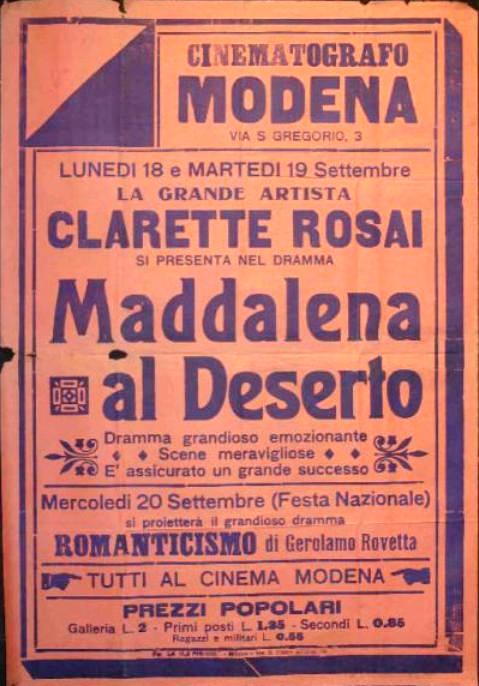 CINEMATOGRAFO
MODENA
VIA S GREGORIO, 3
LUNEDI 18 e MARTEDI 19 Settembre
LA GRANDE ARTISTA
CLARETTE ROSAI
SI PRESENTA NEL DRAMMA
Maddalena
al Deserto
Dramma grandioso emozionante
Scene meravigliose
E' assicurato un grande successo
Mercoledi 20 Settembre (Festa Nazionale)
si proietterà il grandioso dramma
ROMANTICISMO di Gerolamo Rovetta
TUTTI AL CINEMA MODENA
PREZZI POPOLARI
Galleria L. 2 - Primi posti L. 1.25 - Secondi L. 0.85
Ragazzi e militari L. 0.55